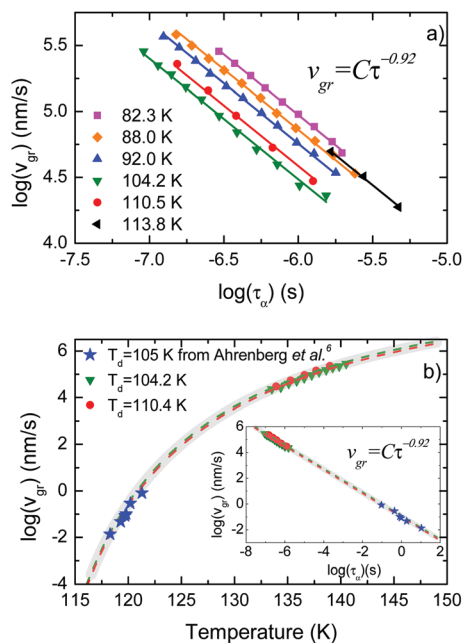 a)
v_gr=Cτ^-0.92
log(v_gr) (nm/s)
5.5
5.0
4.5
4.0
82.3 K
88.0 K
92.0 K
104.2 K
110.5 K
113.8 K
-7.5 -7.0 -6.5 -6.0 -5.5 -5.0
log(τ_α) (s)
b)
log(v_gr) (nm/s)
6
4
2
0
-2
-4
T_d=105 K from Ahrenberg et al.^6
T_d=104.2 K
T_d=110.4 K
v_gr=Cτ^-0.92
log(v_gr) (nm/s)
6
4
2
0
-2
-8 -6 -4 -2 0 2
log(τ_α)(s)
115 120 125 130 135 140 145 150
Temperature (K)